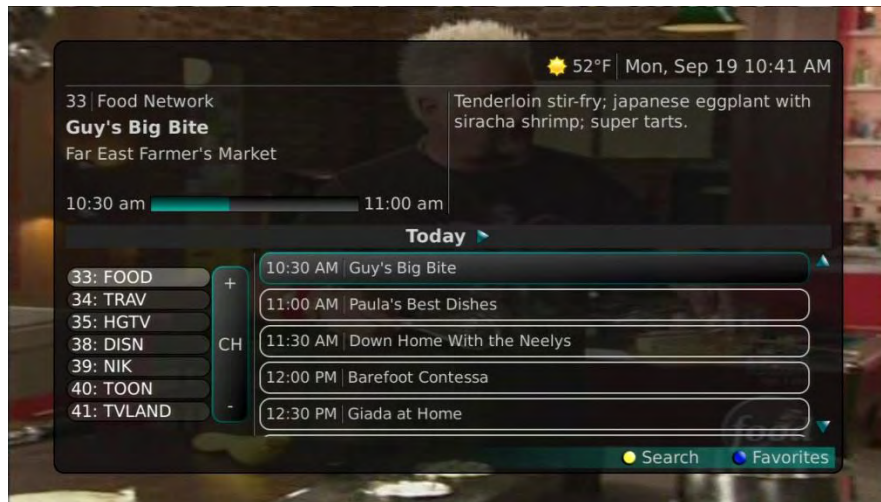 52°F | Mon, Sep 19 10:41 AM
33 | Food Network
Guy's Big Bite
Far East Farmer's Market
Tenderloin stir-fry; japanese eggplant with
siracha shrimp; super tarts.
10:30 am 11:00 am
Today
33: FOOD
34: TRAV
35: HGTV
38: DISN
39: NIK
40: TOON
41: TVLAND
+
CH
-
10:30 AM | Guy's Big Bite
11:00 AM | Paula's Best Dishes
11:30 AM | Down Home With the Neelys
12:00 PM | Barefoot Contessa
12:30 PM | Giada at Home
food
Search Favorites